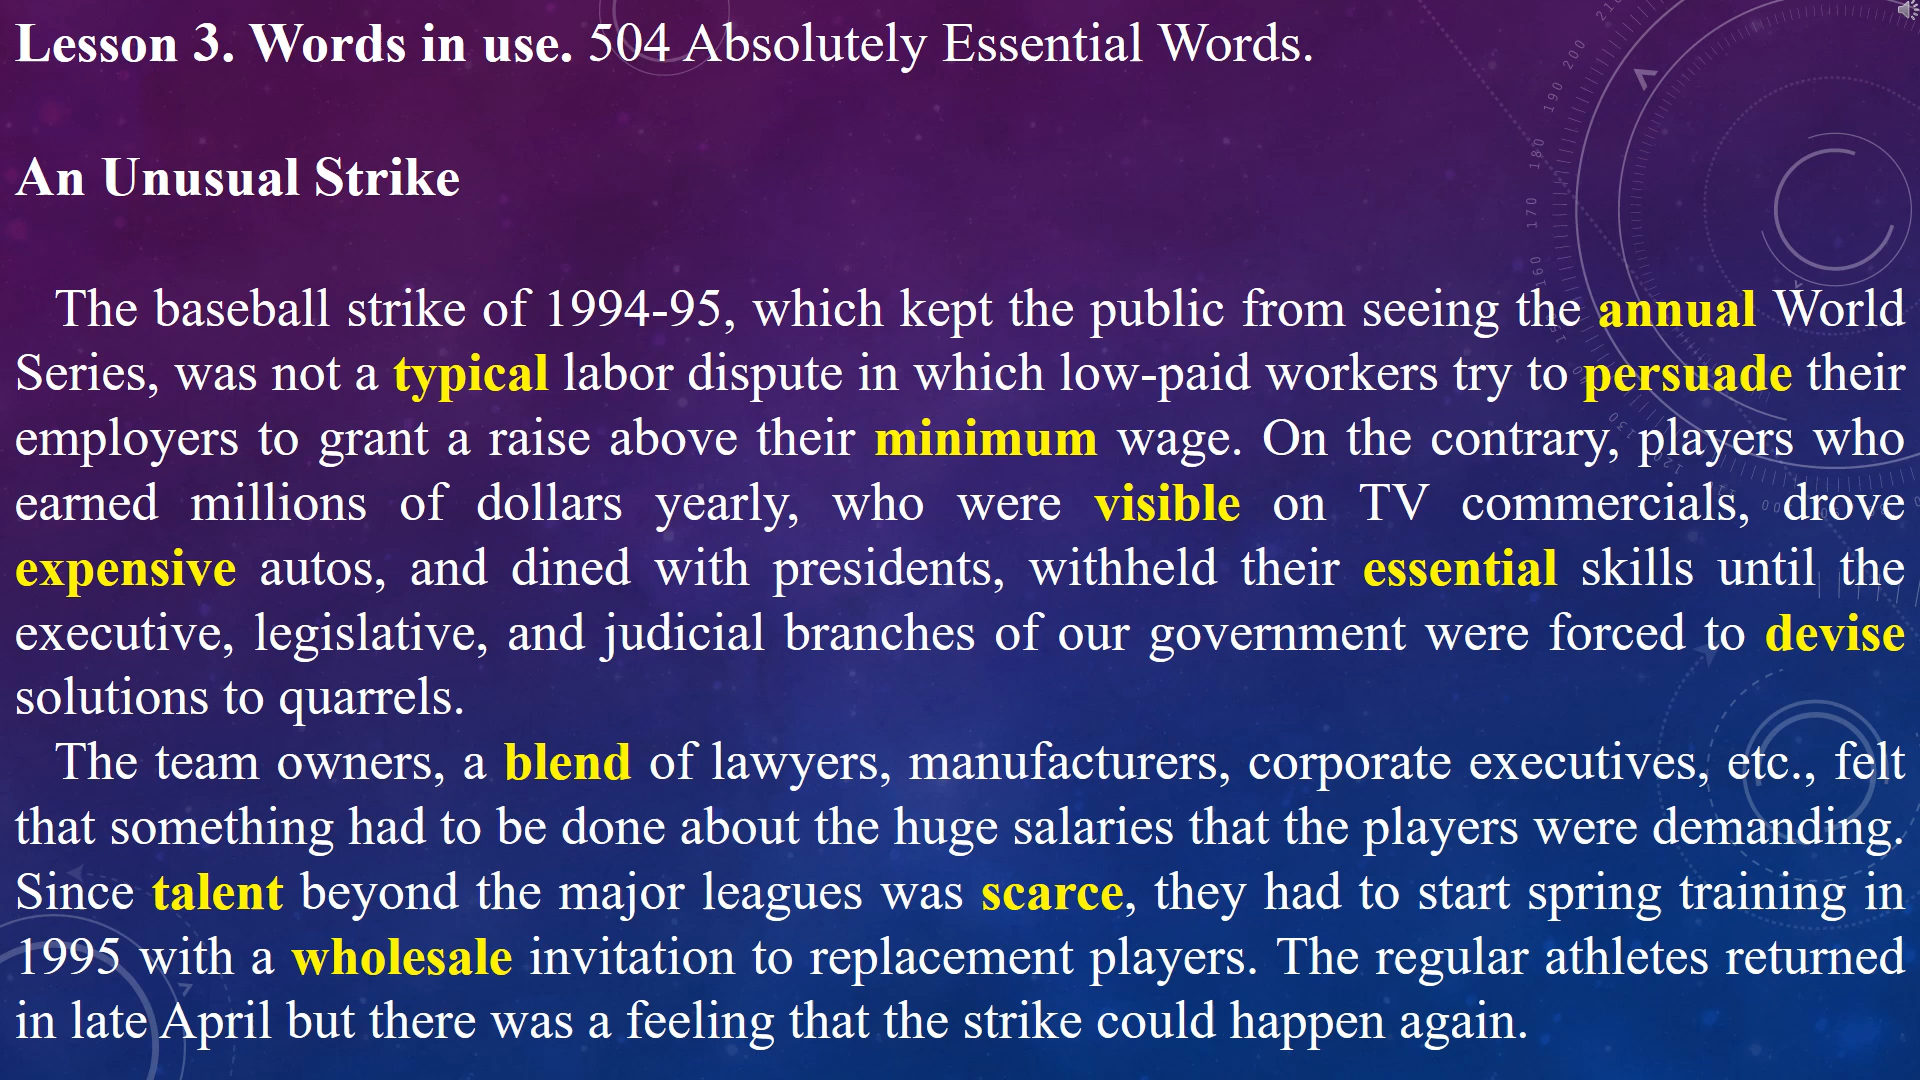 Lesson 3. Words in use. 504 Absolutely Essential Words.
An Unusual Strike
The baseball strike of 1994-95, which kept the public from seeing the annual World
Series, was not a typical labor dispute in which low-paid workers try to persuade their
employers to grant a raise above their minimum wage. On the contrary, players who
earned millions of dollars yearly, who were visible on TV commercials, drove
expensive autos, and dined with presidents, withheld their essential skills until the
executive, legislative, and judicial branches of our government were forced to devise
solutions to quarrels.
The team owners, a blend of lawyers, manufacturers, corporate executives, etc., felt
that something had to be done about the huge salaries that the players were demanding.
Since talent beyond the major leagues was scarce, they had to start spring training in
1995 with a wholesale invitation to replacement players. The regular athletes returned
in late April but there was a feeling that the strike could happen again.
210
200
190
180
170
160